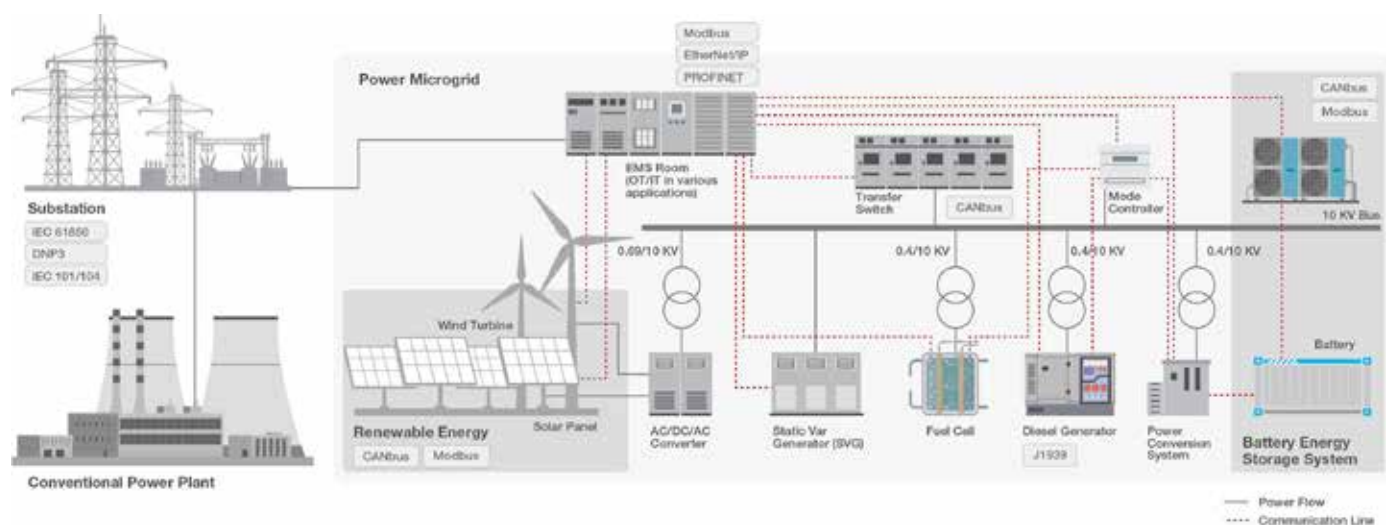 Modbus
EtherNet/IP
PROFINET
Power Microgrid
CANbus
Modbus
EMS Room
(OT/IT in various
applications)
Transfer
Switch
CANbus
Mode
Controller
10 KV Bus
Substation
IEC 61850
DNP3
IEC 101/104
0.69/10 KV
0.4/10 KV
0.4/10 KV
0.4/10 KV
Wind Turbine
Battery
Solar Panel
Renewable Energy
CANbus
Modbus
AC/DC/AC
Converter
Static Var
Generator (SVG)
Fuel Cell
Diesel Generator
J1939
Power
Conversion
System
Battery Energy
Storage System
Conventional Power Plant
Power Flow
Communication Line